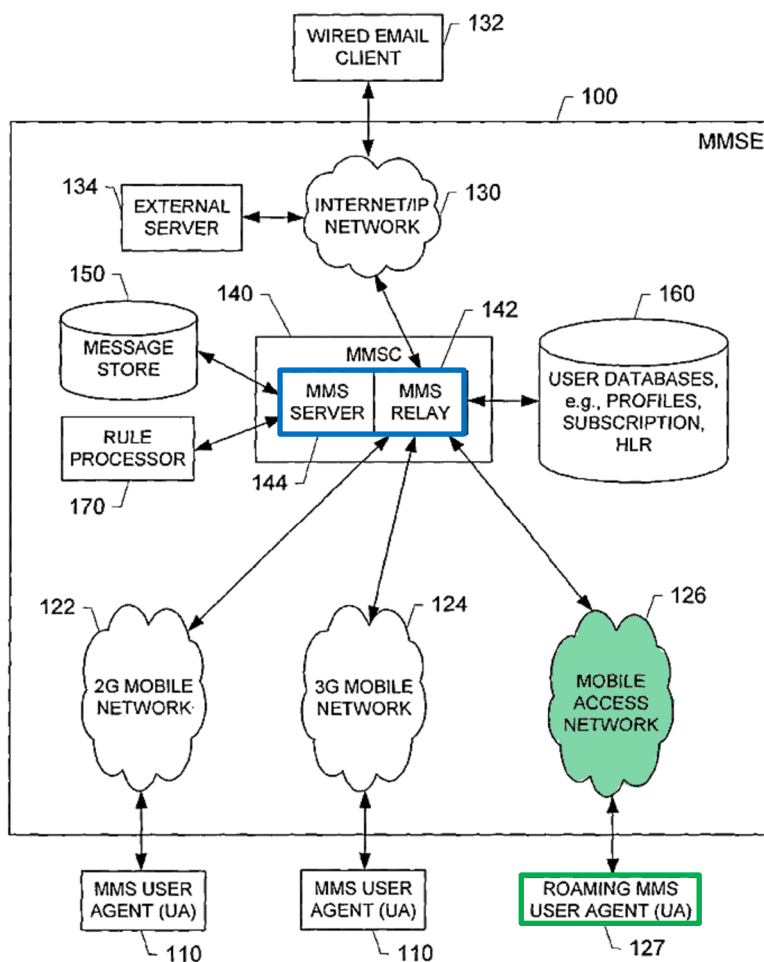 WIRED EMAIL
CLIENT
132
100
MMSE
134
EXTERNAL
SERVER
INTERNET/IP
NETWORK
130
150
MESSAGE
STORE
140
142
160
MMSC
MMS
SERVER
MMS
RELAY
USER DATABASES,
e.g., PROFILES,
SUBSCRIPTION,
HLR
RULE
PROCESSOR
170
144
122
124
126
2G MOBILE
NETWORK
3G MOBILE
NETWORK
MOBILE
ACCESS
NETWORK
MMS USER
AGENT (UA)
MMS USER
AGENT (UA)
ROAMING MMS
USER AGENT (UA)
110
110
127